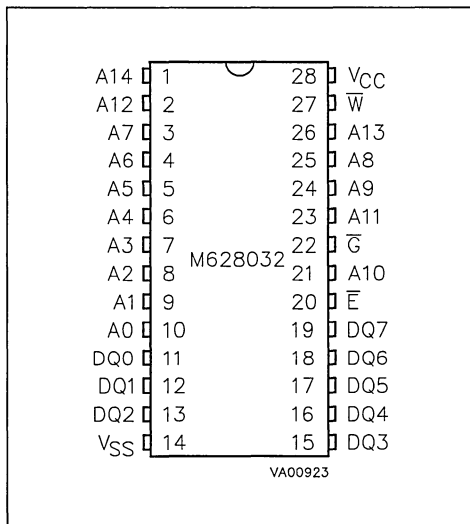 A14 1 28 VCC
A12 2 27 W̅
A7 3 26 A13
A6 4 25 A8
A5 5 24 A9
A4 6 23 A11
A3 7 22 G̅
M628032
A2 8 21 A10
A1 9 20 E̅
A0 10 19 DQ7
DQ0 11 18 DQ6
DQ1 12 17 DQ5
DQ2 13 16 DQ4
VSS 14 15 DQ3
VA00923